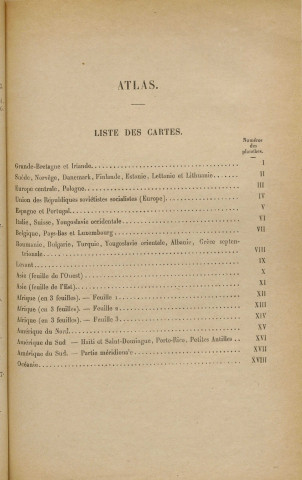 ATLAS.
LISTE DES CARTES.
Numéros
des
planches.
Grande-Bretagne et Irlande. I
Suède, Norvège, Danemark, Finlande, Estonie, Lettonie et Lithuanie. II
Europe centrale, Pologne. III
Union des Républiques soviétistes socialistes (Europe). IV
Espagne et Portugal. V
Italie, Suisse, Yougoslavie occidentale. VI
Belgique, Pays-Bas et Luxembourg. VII
Roumanie, Bulgarie, Turquie, Yougoslavie orientale, Albanie, Grèce septen-
trionale. VIII
Levant. IX
Asie (feuille de l'Ouest). X
Asie (feuille de l'Est). XI
Afrique (en 3 feuilles). — Feuille 1. XII
Afrique (en 3 feuilles). — Feuille 2. XIII
Afrique (en 3 feuilles). — Feuille 3. XIV
Amérique du Nord. XV
Amérique du Sud — Haïti et Saint-Domingue, Porto-Rico, Petites Antilles. XVI
Amérique du Sud. — Partie méridion'e. XVII
Océanie. XVIII